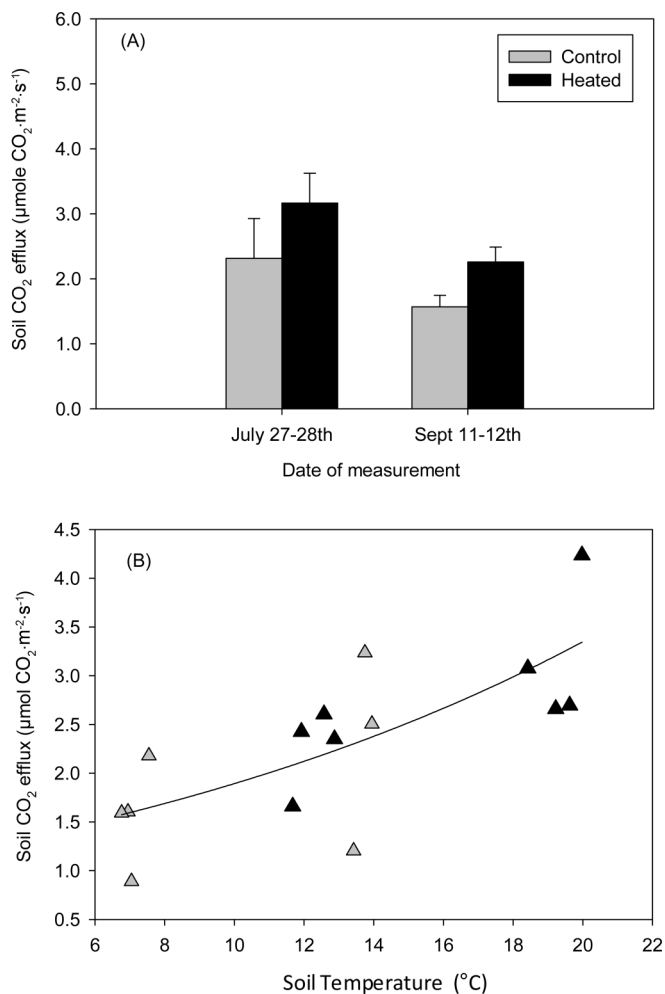 (A)
Control
Heated
6.0
5.0
4.0
3.0
2.0
1.0
0.0
Soil CO₂ efflux (µmole CO₂·m⁻²·s⁻¹)
July 27-28th Sept 11-12th
Date of measurement
(B)
4.5
4.0
3.5
3.0
2.5
2.0
1.5
1.0
0.5
Soil CO₂ efflux (µmol CO₂·m⁻²·s⁻¹)
6 8 10 12 14 16 18 20 22
Soil Temperature (°C)